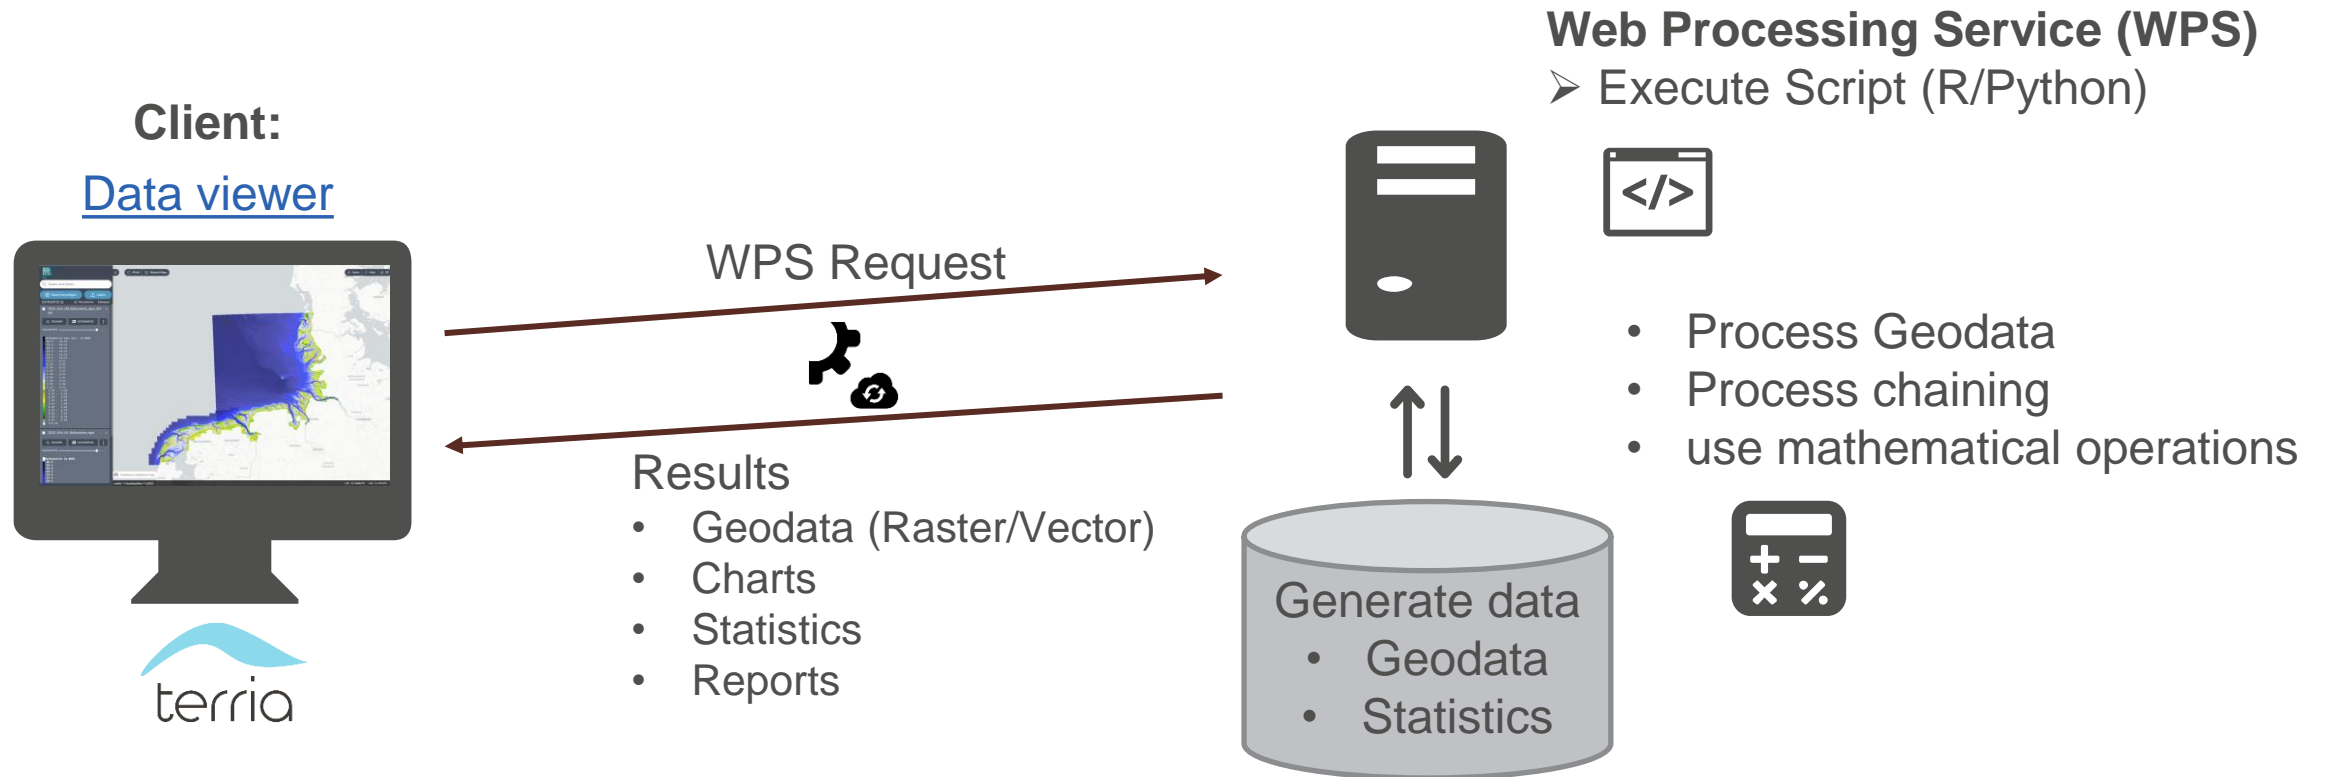 Web Processing Service (WPS)
➢ Execute Script (R/Python)
Client:
Data viewer
</>
WPS Request
• Process Geodata
• Process chaining
• use mathematical operations
Results
• Geodata (Raster/Vector)
• Charts
• Statistics
• Reports
Generate data
• Geodata
• Statistics
terria